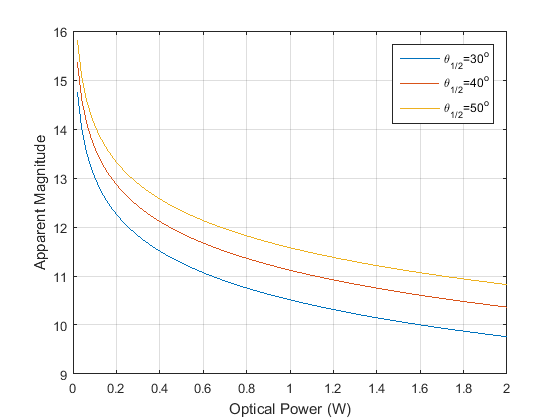 16
15
14
13
12
11
10
9
Apparent Magnitude
0 0.2 0.4 0.6 0.8 1 1.2 1.4 1.6 1.8 2
Optical Power (W)
θ1/2=30°
θ1/2=40°
θ1/2=50°